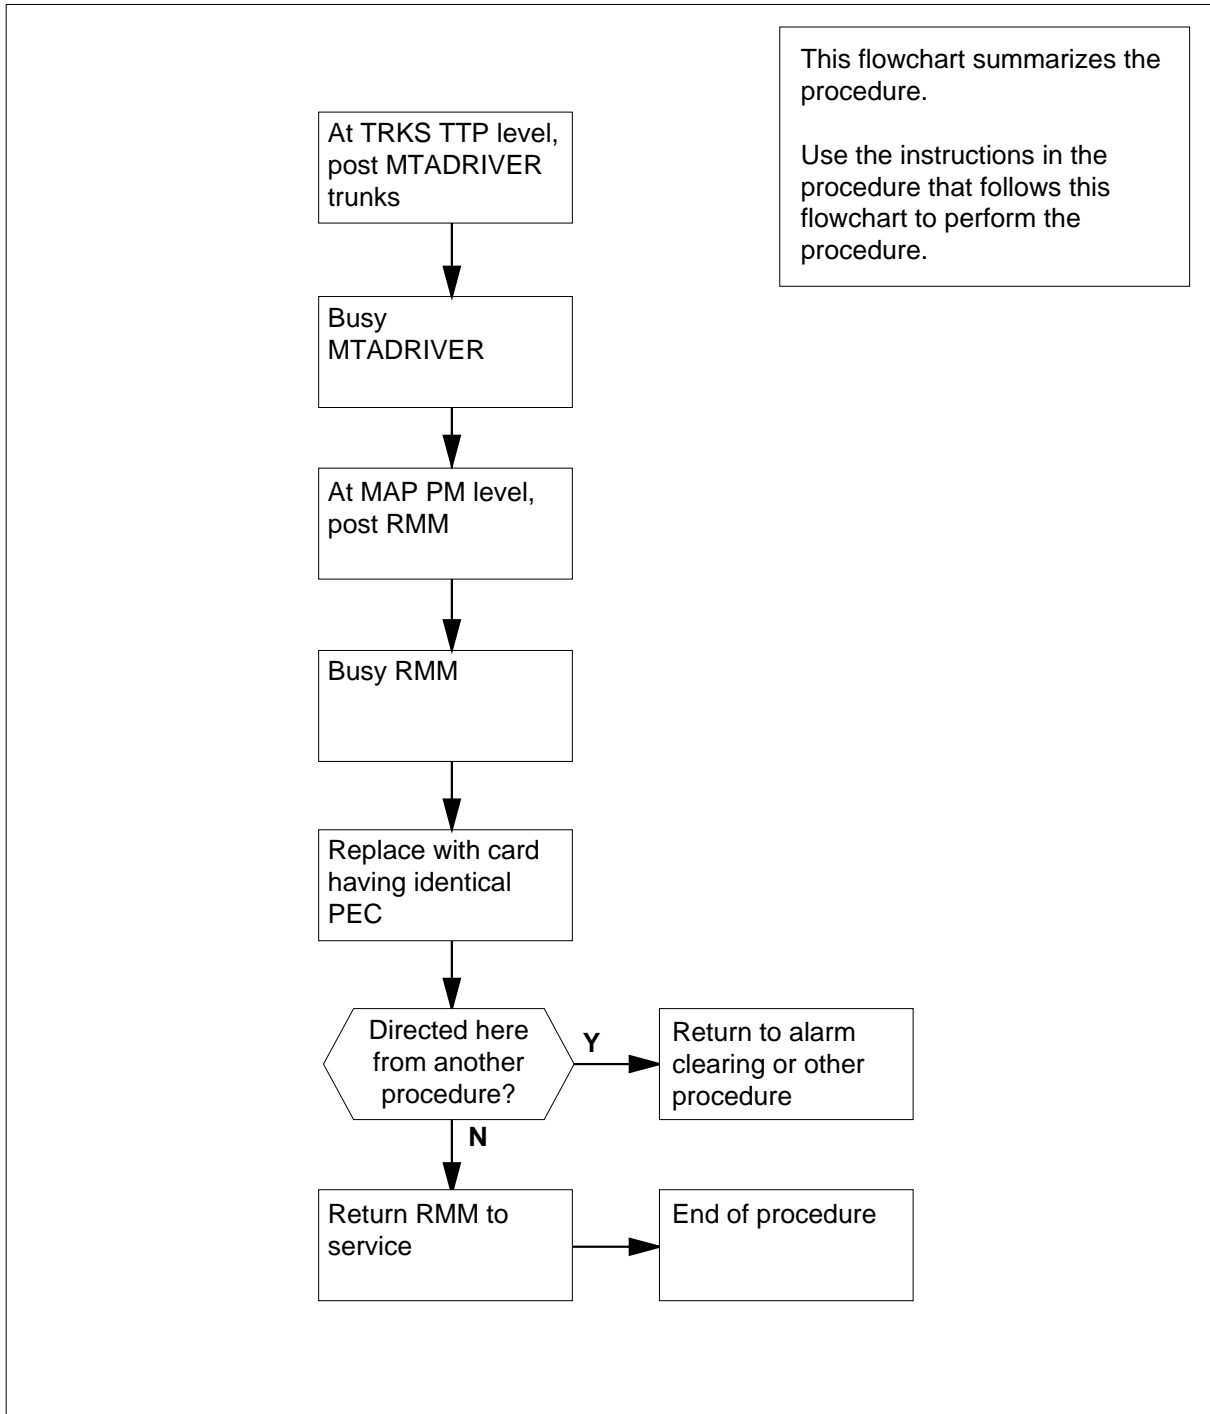 This flowchart summarizes the
procedure.
Use the instructions in the
procedure that follows this
flowchart to perform the
procedure.
At TRKS TTP level,
post MTADRIVER
trunks
Busy
MTADRIVER
At MAP PM level,
post RMM
Busy RMM
Replace with card
having identical
PEC
Directed here
from another
procedure?
Y
Return to alarm
clearing or other
procedure
N
Return RMM to
service
End of procedure